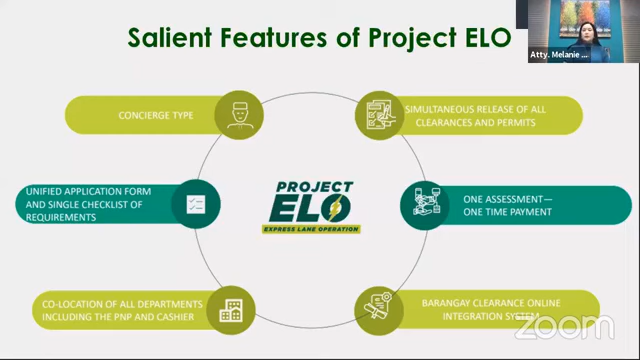 Salient Features of Project ELO
Atty. Melanie ...
CONCIERGE TYPE
SIMULTANEOUS RELEASE OF ALL
CLEARANCES AND PERMITS
UNIFIED APPLICATION FORM
AND SINGLE CHECKLIST OF
REQUIREMENTS
PROJECT
ELO
EXPRESS LANE OPERATION
ONE ASSESSMENT—
ONE TIME PAYMENT
CO-LOCATION OF ALL DEPARTMENTS
INCLUDING THE PNP AND CASHIER
BARANGAY CLEARANCE ONLINE
INTEGRATION SYSTEM
zoom